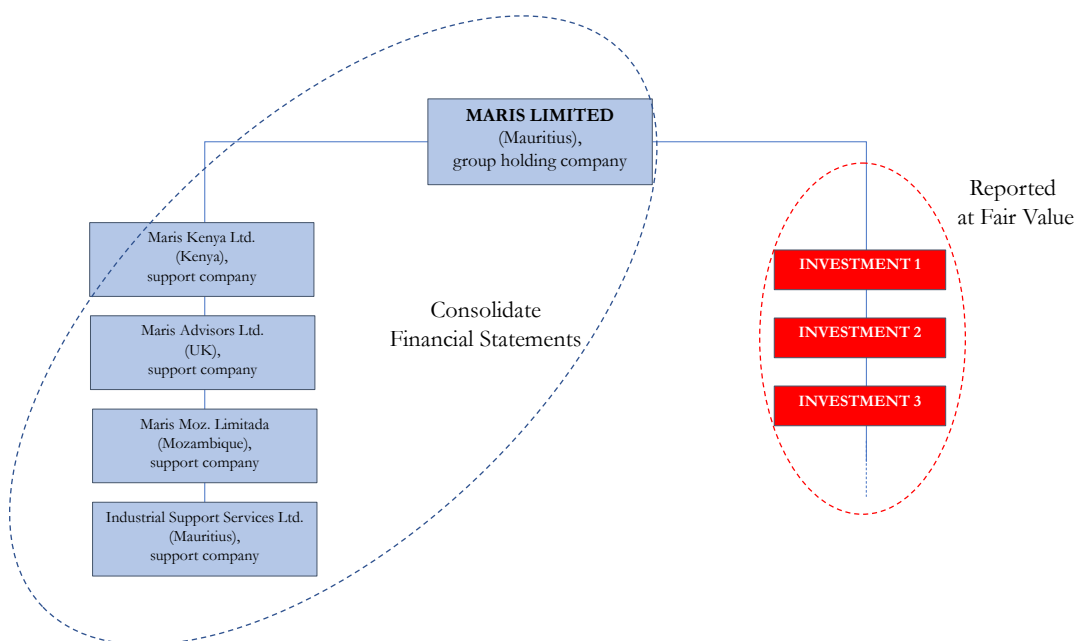 MARIS LIMITED
(Mauritius),
group holding company
Maris Kenya Ltd.
(Kenya),
support company
Maris Advisors Ltd.
(UK),
support company
Maris Moz. Limitada
(Mozambique),
support company
Industrial Support Services Ltd.
(Mauritius),
support company
Consolidate
Financial Statements
Reported
at Fair Value
INVESTMENT 1
INVESTMENT 2
INVESTMENT 3